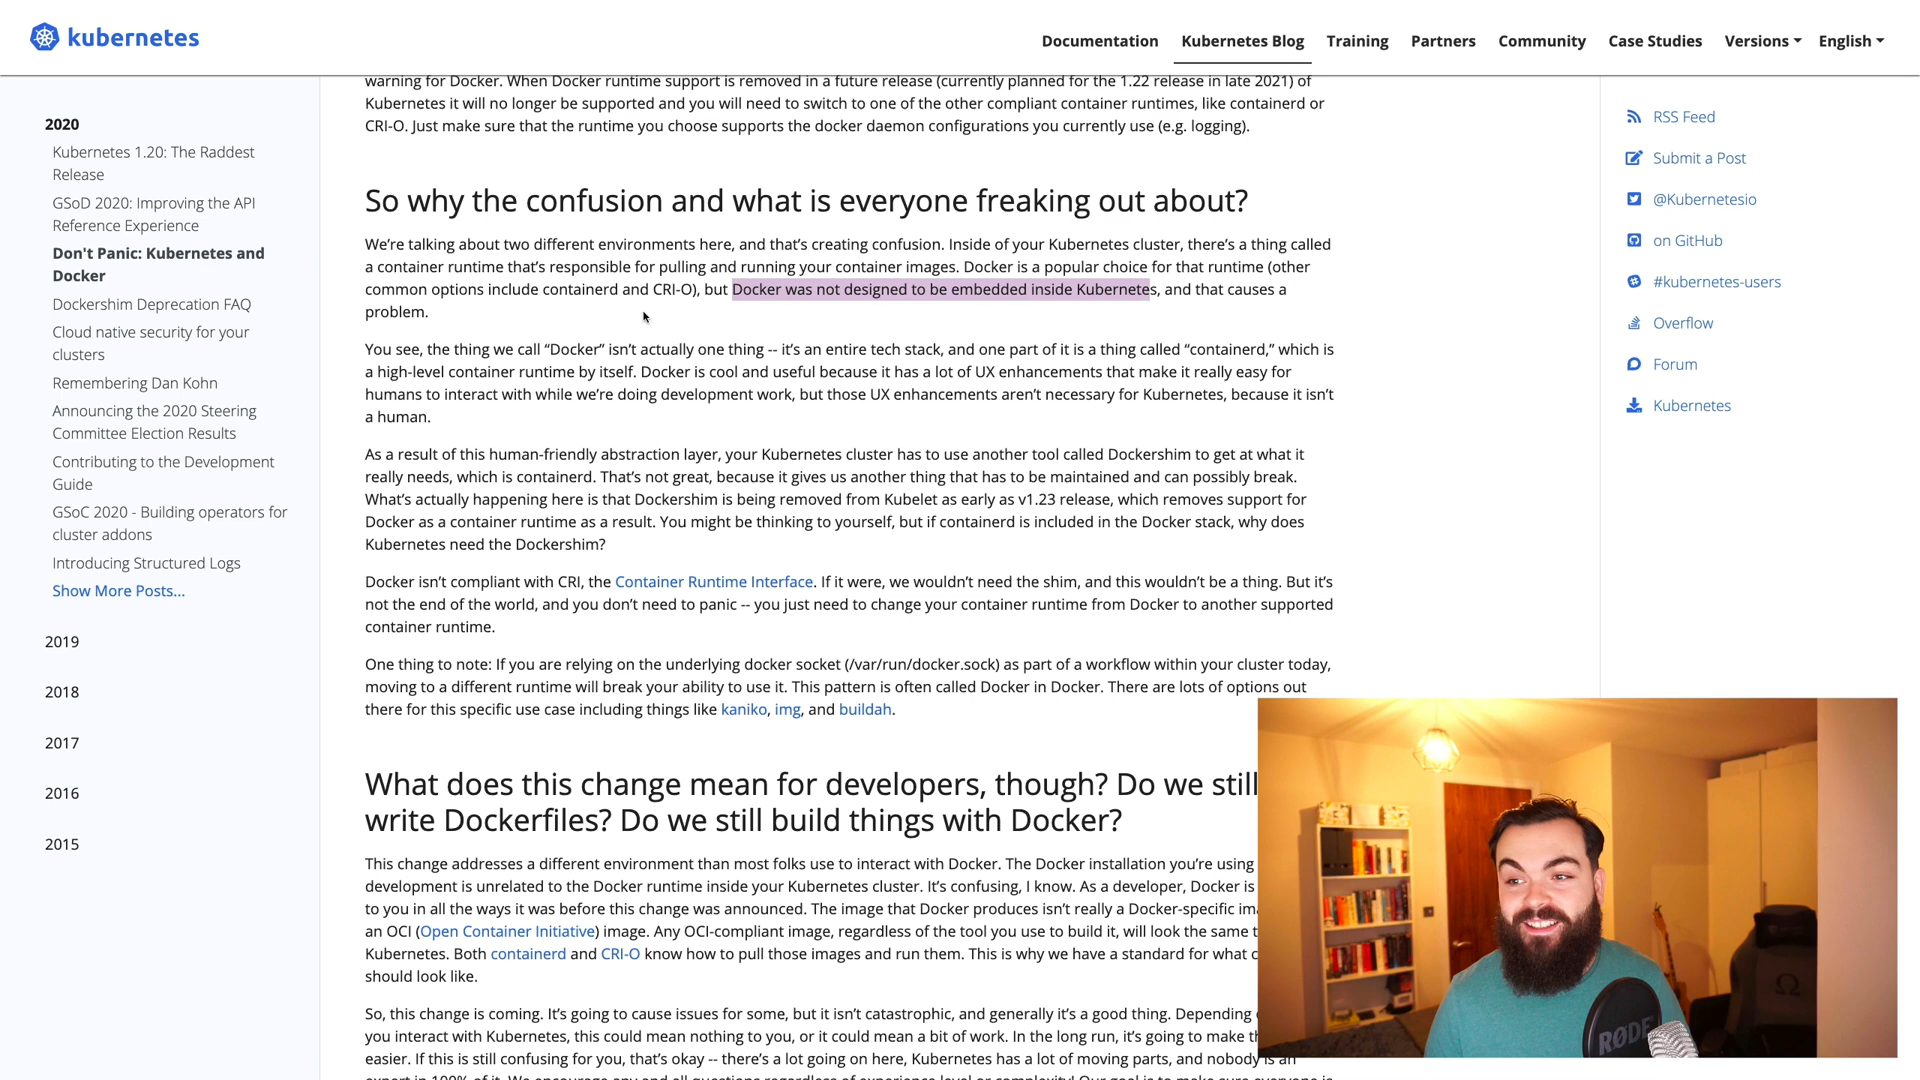 kubernetes
Documentation
Kubernetes Blog
Training
Partners
Community
Case Studies
Versions
English
2020
Kubernetes 1.20: The Raddest
Release
GSoD 2020: Improving the API
Reference Experience
Don't Panic: Kubernetes and
Docker
Dockershim Deprecation FAQ
Cloud native security for your
clusters
Remembering Dan Kohn
Announcing the 2020 Steering
Committee Election Results
Contributing to the Development
Guide
GSoC 2020 - Building operators for
cluster addons
Introducing Structured Logs
Show More Posts...
2019
2018
2017
2016
2015
warning for Docker. When Docker runtime support is removed in a future release (currently planned for the 1.22 release in late 2021) of
Kubernetes it will no longer be supported and you will need to switch to one of the other compliant container runtimes, like containerd or
CRI-O. Just make sure that the runtime you choose supports the docker daemon configurations you currently use (e.g. logging).
So why the confusion and what is everyone freaking out about?
We’re talking about two different environments here, and that’s creating confusion. Inside of your Kubernetes cluster, there’s a thing called
a container runtime that’s responsible for pulling and running your container images. Docker is a popular choice for that runtime (other
common options include containerd and CRI-O), but Docker was not designed to be embedded inside Kubernetes, and that causes a
problem.
You see, the thing we call “Docker” isn’t actually one thing -- it’s an entire tech stack, and one part of it is a thing called “containerd,” which is
a high-level container runtime by itself. Docker is cool and useful because it has a lot of UX enhancements that make it really easy for
humans to interact with while we’re doing development work, but those UX enhancements aren’t necessary for Kubernetes, because it isn’t
a human.
As a result of this human-friendly abstraction layer, your Kubernetes cluster has to use another tool called Dockershim to get at what it
really needs, which is containerd. That’s not great, because it gives us another thing that has to be maintained and can possibly break.
What’s actually happening here is that Dockershim is being removed from Kubelet as early as v1.23 release, which removes support for
Docker as a container runtime as a result. You might be thinking to yourself, but if containerd is included in the Docker stack, why does
Kubernetes need the Dockershim?
Docker isn’t compliant with CRI, the Container Runtime Interface. If it were, we wouldn’t need the shim, and this wouldn’t be a thing. But it’s
not the end of the world, and you don’t need to panic -- you just need to change your container runtime from Docker to another supported
container runtime.
One thing to note: If you are relying on the underlying docker socket (/var/run/docker.sock) as part of a workflow within your cluster today,
moving to a different runtime will break your ability to use it. This pattern is often called Docker in Docker. There are lots of options out
there for this specific use case including things like kaniko, img, and buildah.
What does this change mean for developers, though? Do we still
write Dockerfiles? Do we still build things with Docker?
This change addresses a different environment than most folks use to interact with Docker. The Docker installation you’re using
development is unrelated to the Docker runtime inside your Kubernetes cluster. It’s confusing, I know. As a developer, Docker is
to you in all the ways it was before this change was announced. The image that Docker produces isn’t really a Docker-specific
an OCI (Open Container Initiative) image. Any OCI-compliant image, regardless of the tool you use to build it, will look the same
Kubernetes. Both containerd and CRI-O know how to pull those images and run them. This is why we have a standard for what
should look like.
So, this change is coming. It’s going to cause issues for some, but it isn’t catastrophic, and generally it’s a good thing. Depending
you interact with Kubernetes, this could mean nothing to you, or it could mean a bit of work. In the long run, it’s going to make
easier. If this is still confusing for you, that’s okay -- there’s a lot going on here, Kubernetes has a lot of moving parts, and nobody is an
RSS Feed
Submit a Post
@Kubernetesio
on GitHub
#kubernetes-users
Overflow
Forum
Kubernetes
RØDE